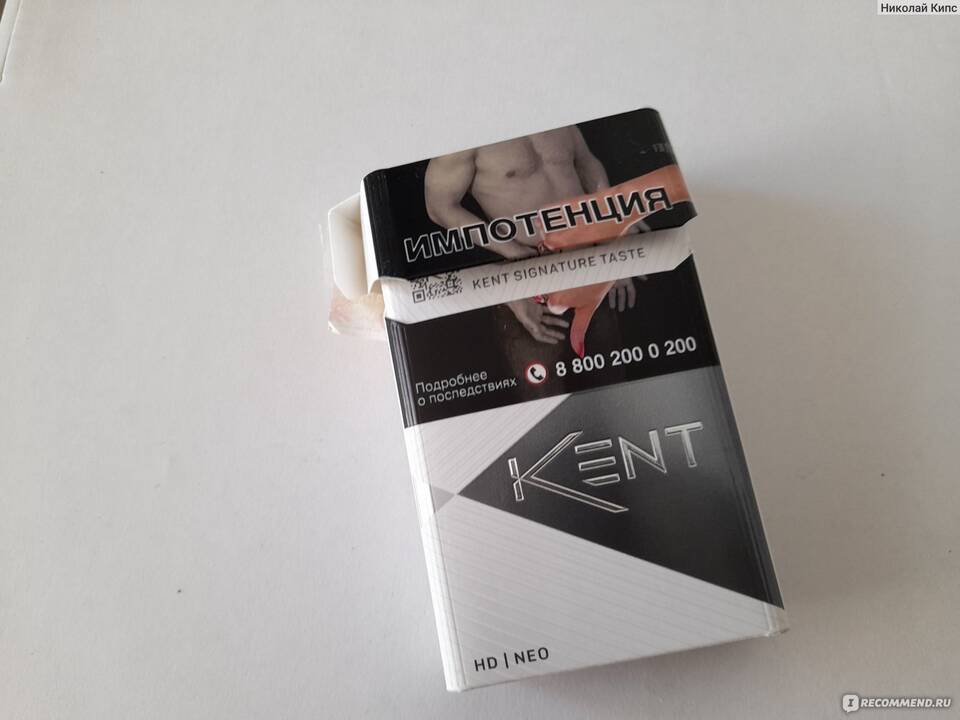 Николай Кипс
ИМПОТЕНЦИЯ
KENT SIGNATURE TASTE
Подробнее
о последствиях
8 800 200 0 200
KENT
HD | NEO
IRECOMMEND.RU